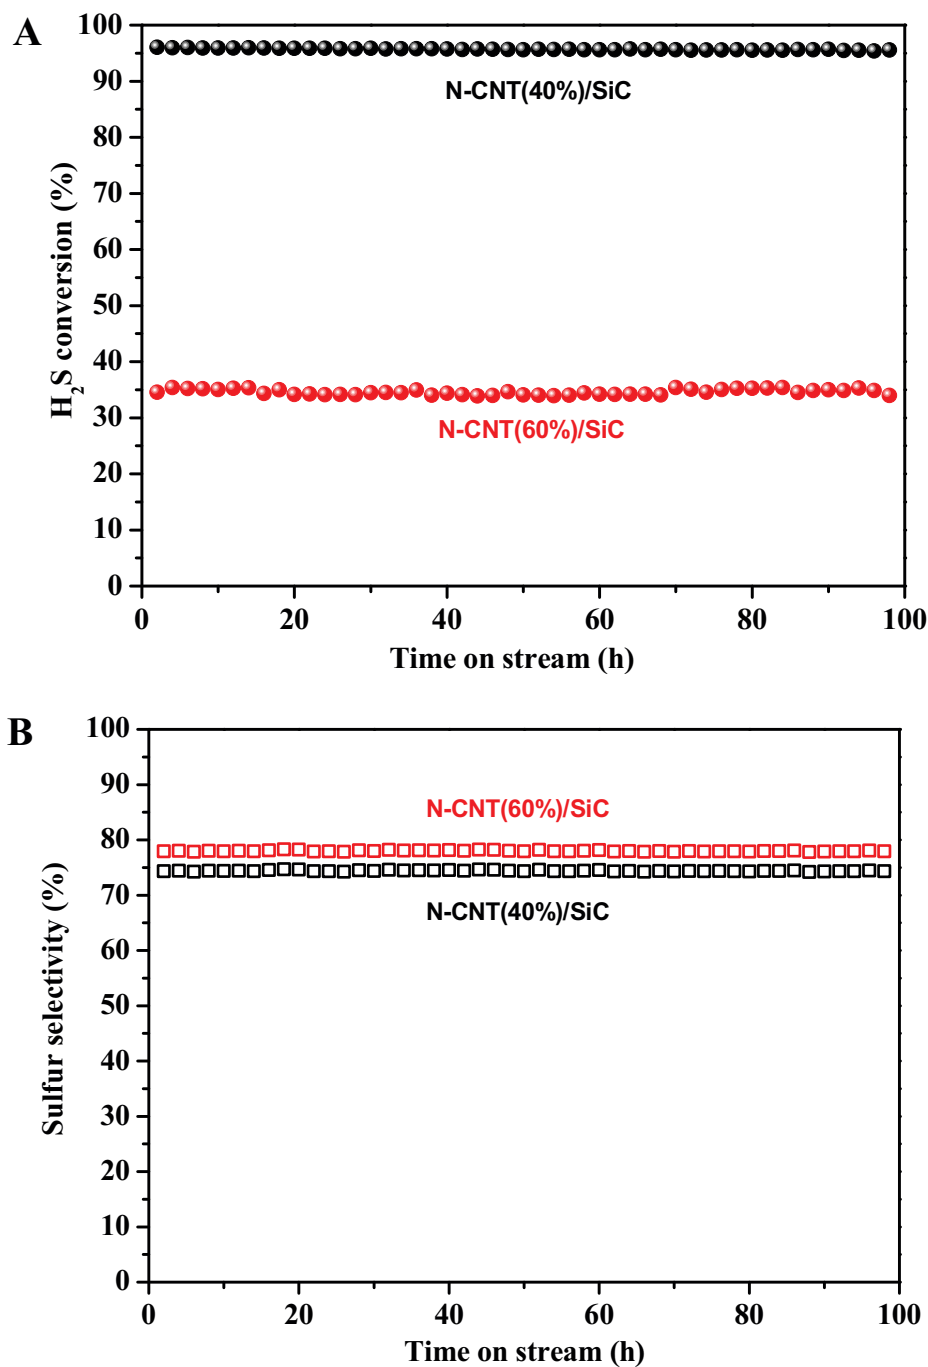 A
100
90
80
70
60
50
40
30
20
10
0
H₂S conversion (%)
N-CNT(40%)/SiC
N-CNT(60%)/SiC
0 20 40 60 80 100
Time on stream (h)
B
100
90
80
70
60
50
40
30
20
10
0
Sulfur selectivity (%)
N-CNT(60%)/SiC
N-CNT(40%)/SiC
0 20 40 60 80 100
Time on stream (h)